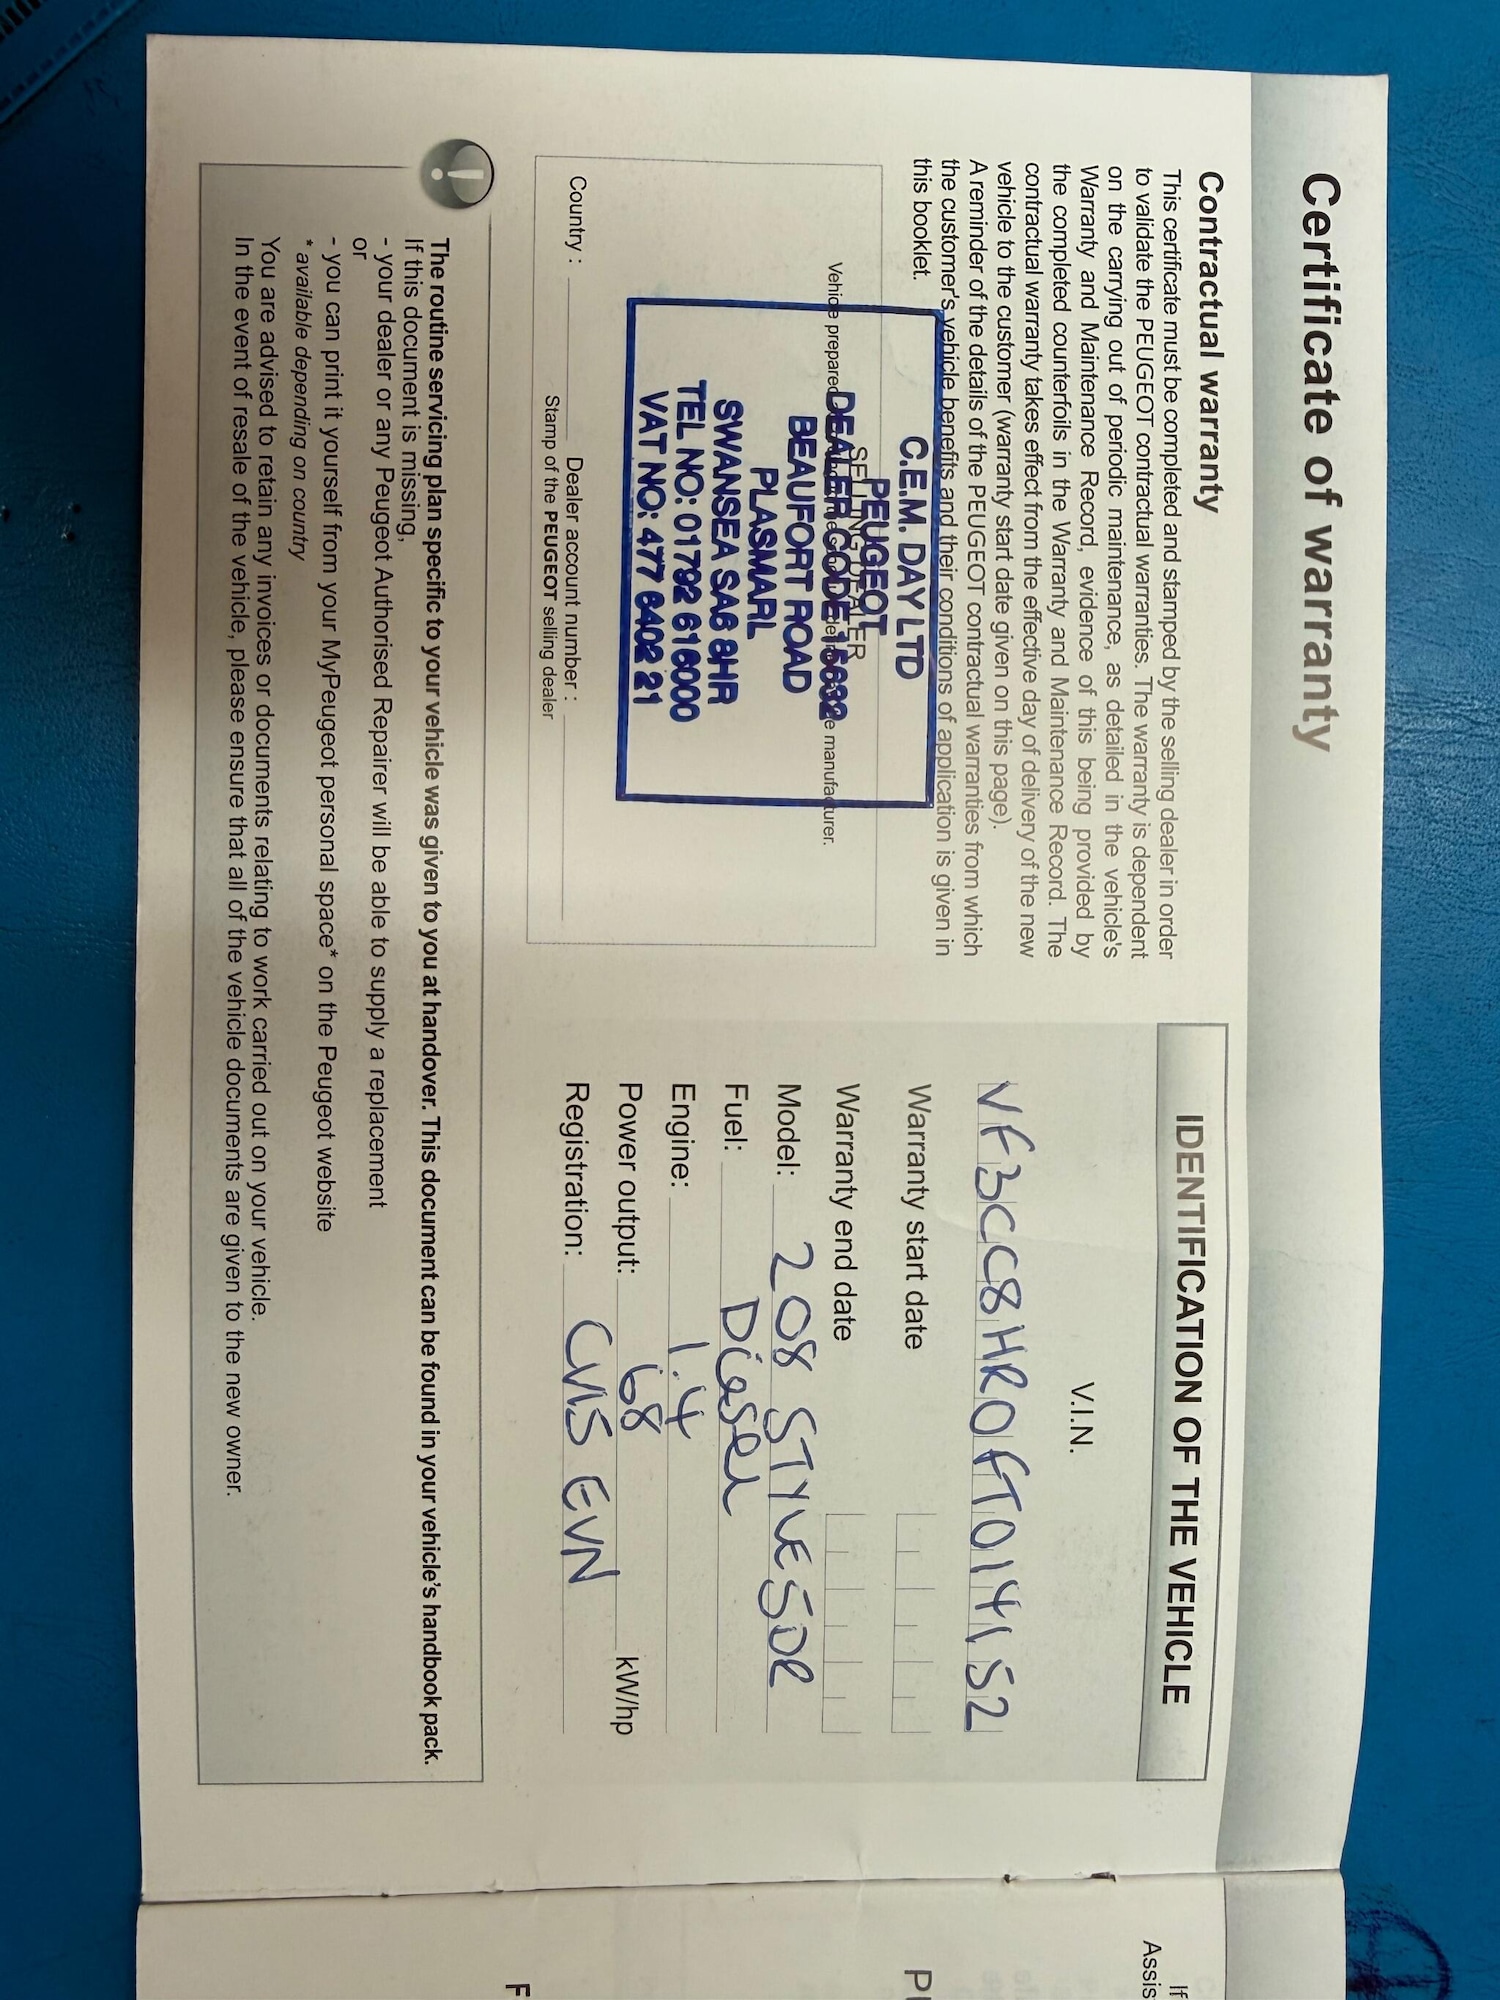 Certificate of warranty
Contractual warranty
This certificate must be completed and stamped by the selling dealer in order
to validate the PEUGEOT contractual warranties. The warranty is dependent
on the carrying out of periodic maintenance, as detailed in the vehicle's
Warranty and Maintenance Record, evidence of this being provided by
the completed counterfoils in the Warranty and Maintenance Record. The
contractual warranty takes effect from the effective day of delivery of the new
vehicle to the customer (warranty start date given on this page).
A reminder of the details of the PEUGEOT contractual warranties from which
the customer's vehicle benefits and their conditions of application is given in
this booklet.
SELLING DEALER
Vehicle prepared manufacturer.
C.E.M. DAY LTD
PEUGEOT
DEALER CODE
BEAUFORT ROAD
PLASMARL
SWANSEA SA6 8HR
TEL NO: 01792 616000
VAT NO: 477 6402 21
Country : Dealer account number :
Stamp of the PEUGEOT selling dealer
IDENTIFICATION OF THE VEHICLE
V.I.N.
VF3CC8HR0FT014152
Warranty start date
Warranty end date
Model: 208 STYLE 5DR
Fuel: Diesel
Engine: 1.4
Power output: 68 kW/hp
Registration: CV15 EVN
!
The routine servicing plan specific to your vehicle was given to you at handover. This document can be found in your vehicle's handbook pack.
If this document is missing,
- your dealer or any Peugeot Authorised Repairer will be able to supply a replacement
or
- you can print it yourself from your MyPeugeot personal space* on the Peugeot website
* available depending on country
You are advised to retain any invoices or documents relating to work carried out on your vehicle.
In the event of resale of the vehicle, please ensure that all of the vehicle documents are given to the new owner.
If
Assis
F